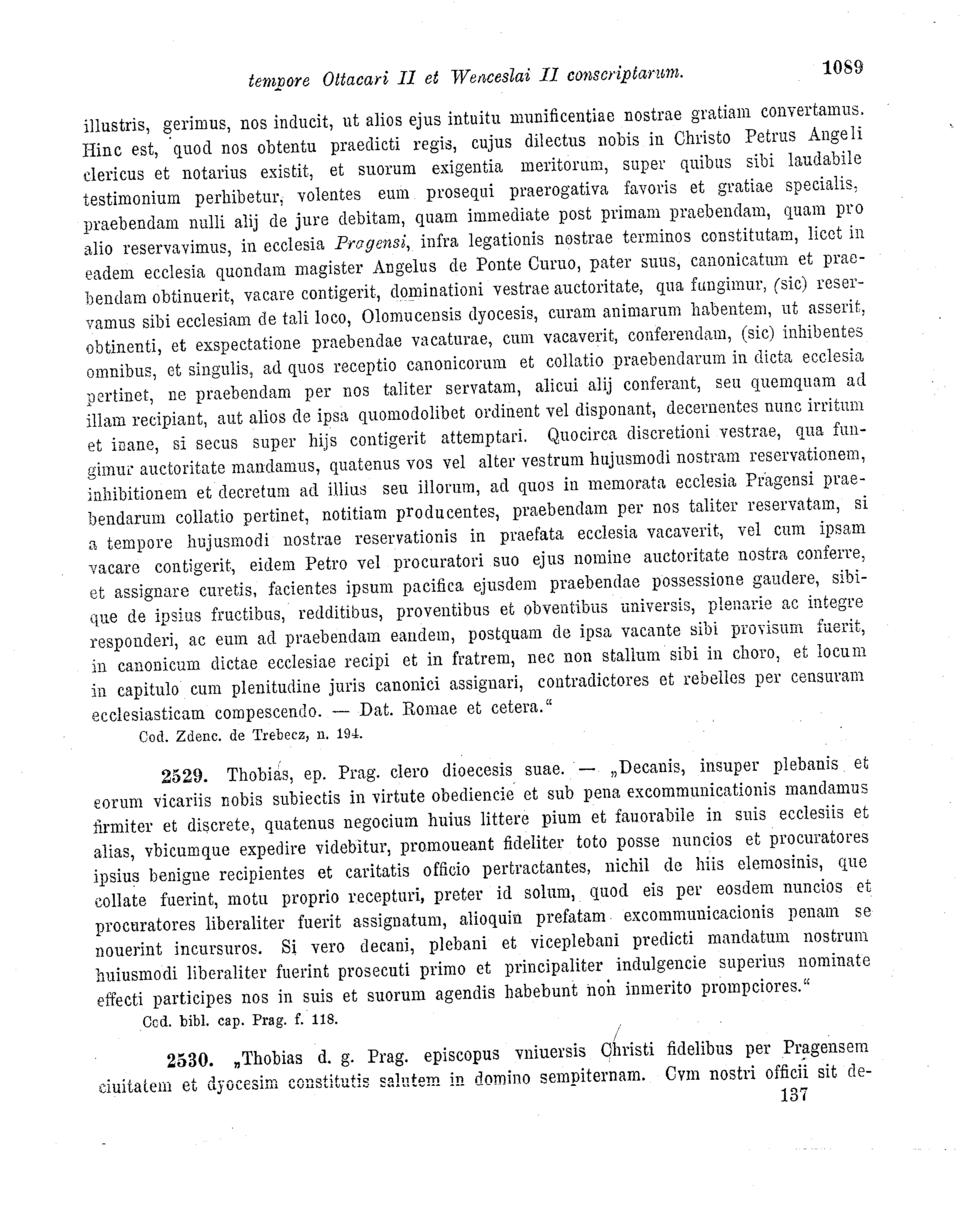 tempore Ottacari II et Wenceslai II conscriptarum. 1089
illustris, gerimus, nos inducit, ut alios ejus intuitu munificentiae nostrae gratiam convertamus.
Hinc est, quod nos obtentu praedicti regis, cujus dilectus nobis in Christo Petrus Angeli
clericus et notarius existit, et suorum exigentia meritorum, super quibus sibi laudabile
testimonium perhibetur, volentes eum prosequi praerogativa favoris et gratiae specialis,
praebendam nulli alij de jure debitam, quam immediate post primam praebendam, quam pro
alio reservavimus, in ecclesia Pragensi, infra legationis nostrae terminos constitutam, licet in
eadem ecclesia quondam magister Angelus de Ponte Curuo, pater suus, canonicatum et prae-
bendam obtinuerit, vacare contigerit, dominationi vestrae auctoritate, qua fungimur, (sic) reser-
vamus sibi ecclesiam de tali loco, Olomucensis dyocesis, curam animarum habentem, ut asserit,
obtinenti, et exspectatione praebendae vacaturae, cum vacaverit, conferendam, (sic) inhibentes
omnibus, et singulis, ad quos receptio canonicorum et collatio praebendarum in dicta ecclesia
pertinet, ne praebendam per nos taliter servatam, alicui alij conferant, seu quemquam ad
illam recipiant, aut alios de ipsa quomodolibet ordinent vel disponant, decernentes nunc irritum
et inane, si secus super hijs contigerit attemptari. Quocirca discretioni vestrae, qua fun-
gimur auctoritate mandamus, quatenus vos vel alter vestrum hujusmodi nostram reservationem,
inhibitionem et decretum ad illius seu illorum, ad quos in memorata ecclesia Pragensi prae-
bendarum collatio pertinet, notitiam producentes, praebendam per nos taliter reservatam, si
a tempore hujusmodi nostrae reservationis in praefata ecclesia vacaverit, vel cum ipsam
vacare contigerit, eidem Petro vel procuratori suo ejus nomine auctoritate nostra conferre,
et assignare curetis, facientes ipsum pacifica ejusdem praebendae possessione gaudere, sibi-
que de ipsius fructibus, redditibus, proventibus et obventibus universis, plenarie ac integre
responderi, ac eum ad praebendam eandem, postquam de ipsa vacante sibi provisum fuerit,
in canonicum dictae ecclesiae recipi et in fratrem, nec non stallum sibi in choro, et locum
in capitulo cum plenitudine juris canonici assignari, contradictores et rebelles per censuram
ecclesiasticam compescendo. — Dat. Romae et cetera.“
Cod. Zdenc. de Trebecz, n. 194.
2529. Thobias, ep. Prag. clero dioecesis suae. — „Decanis, insuper plebanis et
eorum vicariis nobis subiectis in virtute obediencie et sub pena excommunicationis mandamus
firmiter et discrete, quatenus negocium huius littere pium et fauorabile in suis ecclesiis et
alias, vbicumque expedire videbitur, promoueant fideliter toto posse nuncios et procuratores
ipsius benigne recipientes et caritatis officio pertractantes, nichil de hiis elemosinis, que
collate fuerint, motu proprio recepturi, preter id solum, quod eis per eosdem nuncios et
procuratores liberaliter fuerit assignatum, alioquin prefatam excommunicacionis penam se
nouerint incursuros. Si vero decani, plebani et viceplebani predicti mandatum nostrum
huiusmodi liberaliter fuerint prosecuti primo et principaliter indulgencie superius nominate
effecti participes nos in suis et suorum agendis habebunt non inmerito prompciores.“
Cod. bibl. cap. Prag. f. 118.
2530. „Thobias d. g. Prag. episcopus vniuersis Christi fidelibus per Pragensem
ciuitatem et dyocesim constitutis salutem in domino sempiternam. Cvm nostri officii sit de-
137